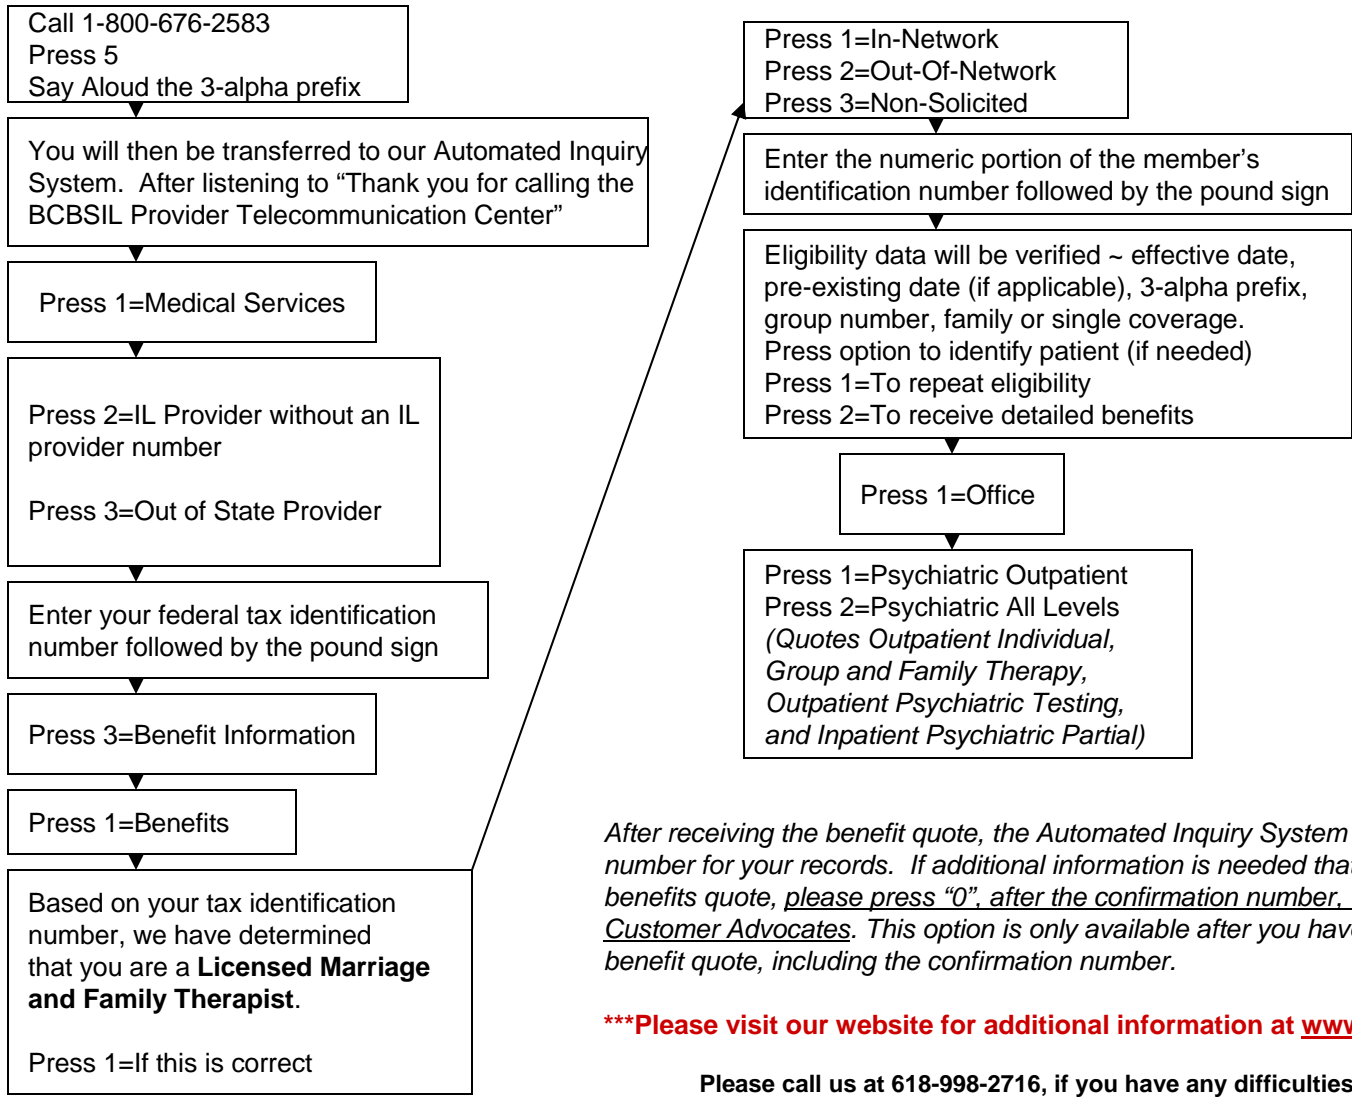 Call 1-800-676-2583
Press 5
Say Aloud the 3-alpha prefix
You will then be transferred to our Automated Inquiry
System.  After listening to “Thank you for calling the
BCBSIL Provider Telecommunication Center”
Press 1=Medical Services
Press 2=IL Provider without an IL
provider number
Press 3=Out of State Provider
Enter your federal tax identification
number followed by the pound sign
Press 3=Benefit Information
Press 1=Benefits
Based on your tax identification
number, we have determined
that you are a Licensed Marriage
and Family Therapist.
Press 1=If this is correct
Press 1=In-Network
Press 2=Out-Of-Network
Press 3=Non-Solicited
Enter the numeric portion of the member’s
identification number followed by the pound sign
Eligibility data will be verified ~ effective date,
pre-existing date (if applicable), 3-alpha prefix,
group number, family or single coverage.
Press option to identify patient (if needed)
Press 1=To repeat eligibility
Press 2=To receive detailed benefits
Press 1=Office
Press 1=Psychiatric Outpatient
Press 2=Psychiatric All Levels
(Quotes Outpatient Individual,
Group and Family Therapy,
Outpatient Psychiatric Testing,
and Inpatient Psychiatric Partial)
After receiving the benefit quote, the Automated Inquiry System
number for your records.  If additional information is needed that
benefits quote, please press “0”, after the confirmation number,
Customer Advocates. This option is only available after you have
benefit quote, including the confirmation number.
***Please visit our website for additional information at www
Please call us at 618-998-2716, if you have any difficulties